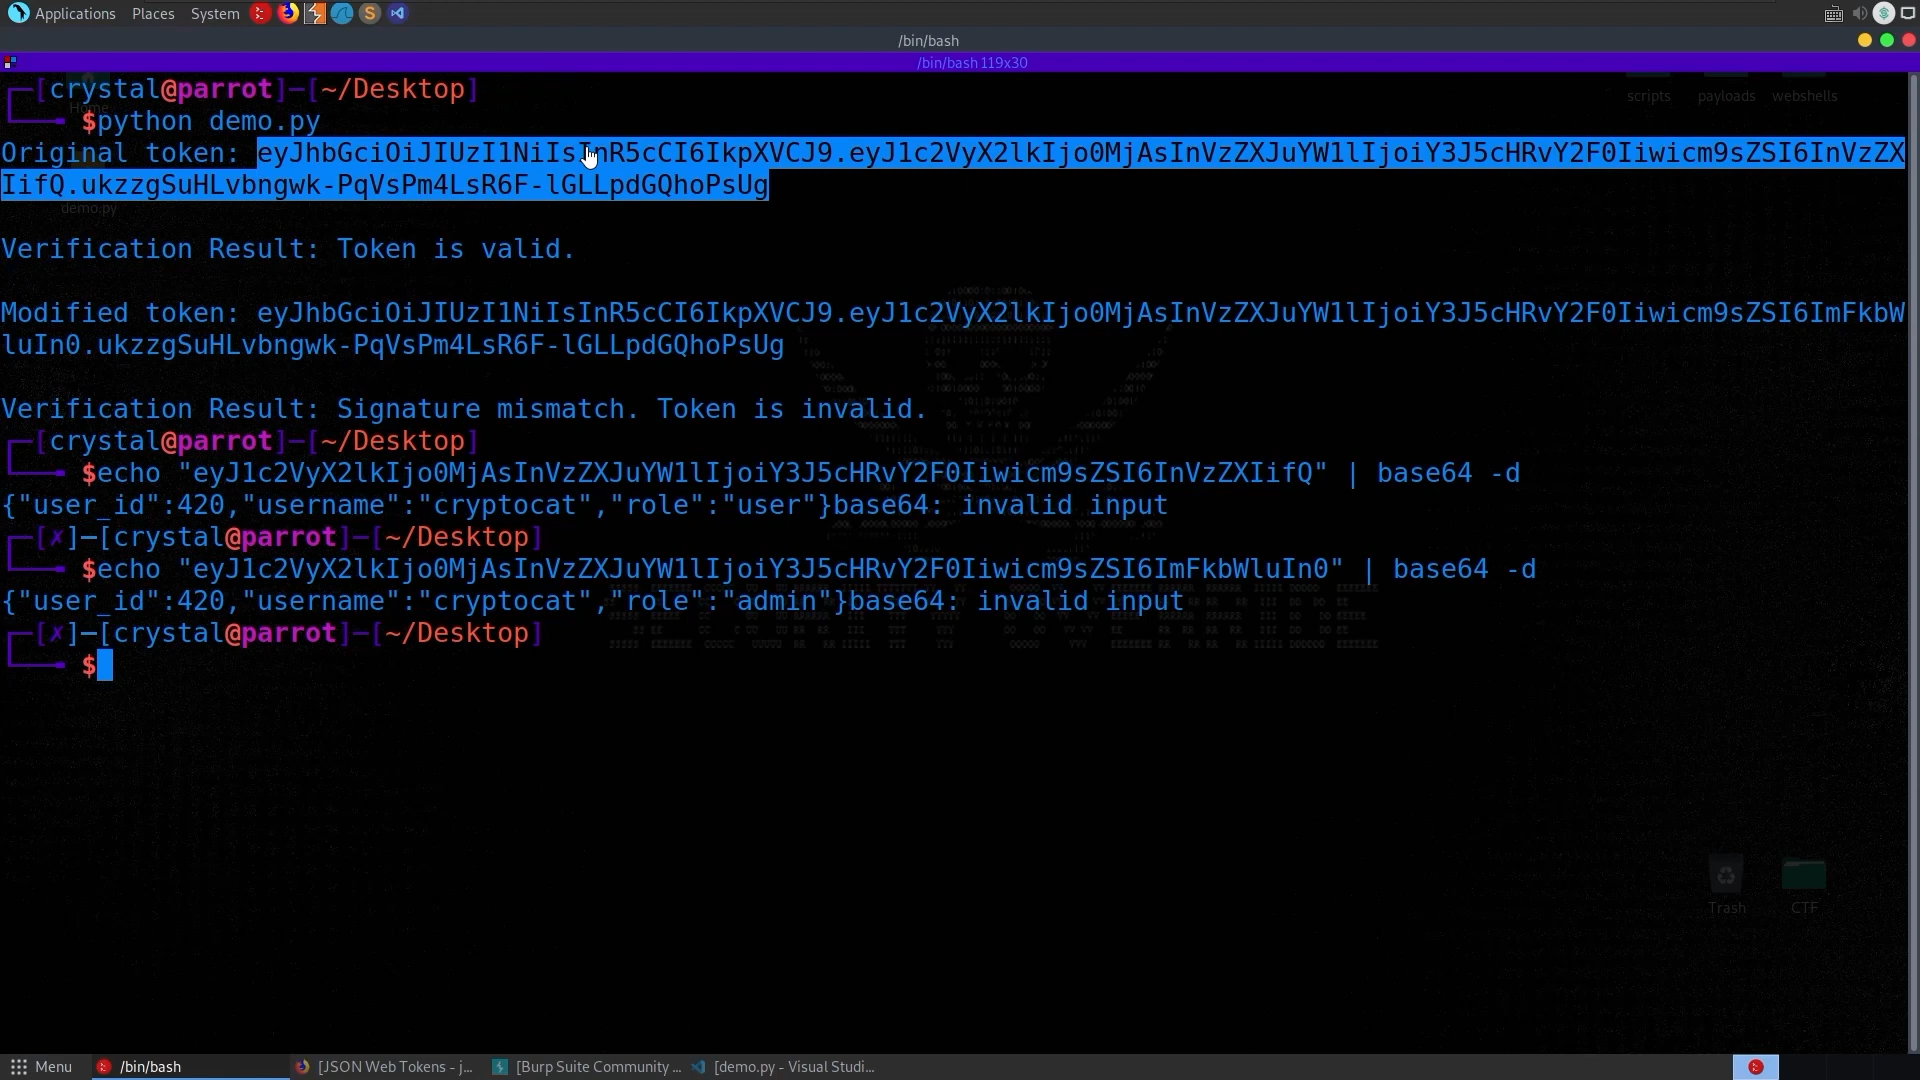 Applications Places System
/bin/bash
/bin/bash 119x30
┌─[crystal@parrot]─[~/Desktop]
└──╼ $python demo.py
Original token: eyJhbGciOiJIUzI1NiIsInR5cCI6IkpXVCJ9.eyJ1c2VyX2lkIjo0MjAsInVzZXJuYW1lIjoiY3J5cHRvY2F0Iiwicm9sZSI6InVzZX
IifQ.ukzzgSuHLvbngwk-PqVsPm4LsR6F-lGLLpdGQhoPsUg
Verification Result: Token is valid.
Modified token: eyJhbGciOiJIUzI1NiIsInR5cCI6IkpXVCJ9.eyJ1c2VyX2lkIjo0MjAsInVzZXJuYW1lIjoiY3J5cHRvY2F0Iiwicm9sZSI6ImFkbW
luIn0.ukzzgSuHLvbngwk-PqVsPm4LsR6F-lGLLpdGQhoPsUg
Verification Result: Signature mismatch. Token is invalid.
┌─[crystal@parrot]─[~/Desktop]
└──╼ $echo "eyJ1c2VyX2lkIjo0MjAsInVzZXJuYW1lIjoiY3J5cHRvY2F0Iiwicm9sZSI6InVzZXIifQ" | base64 -d
{"user_id":420,"username":"cryptocat","role":"user"}base64: invalid input
┌─[✗]─[crystal@parrot]─[~/Desktop]
└──╼ $echo "eyJ1c2VyX2lkIjo0MjAsInVzZXJuYW1lIjoiY3J5cHRvY2F0Iiwicm9sZSI6ImFkbWluIn0" | base64 -d
{"user_id":420,"username":"cryptocat","role":"admin"}base64: invalid input
┌─[✗]─[crystal@parrot]─[~/Desktop]
└──╼ $
Home
demo.py
scripts payloads webshells
Trash CTF
Menu /bin/bash [JSON Web Tokens - j... [Burp Suite Community ... [demo.py - Visual Studi...